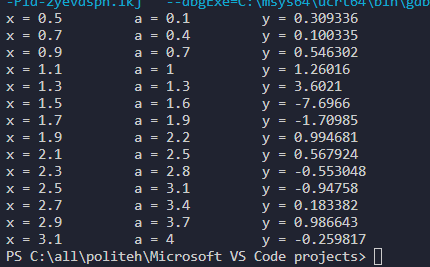 -Pid-2yevdsph.1kj --dbgExe=C:\msys64\ucrt64\bin\gdb
x = 0.5 a = 0.1 y = 0.309336
x = 0.7 a = 0.4 y = 0.100335
x = 0.9 a = 0.7 y = 0.546302
x = 1.1 a = 1 y = 1.26016
x = 1.3 a = 1.3 y = 3.6021
x = 1.5 a = 1.6 y = -7.6966
x = 1.7 a = 1.9 y = -1.70985
x = 1.9 a = 2.2 y = 0.994681
x = 2.1 a = 2.5 y = 0.567924
x = 2.3 a = 2.8 y = -0.553048
x = 2.5 a = 3.1 y = -0.94758
x = 2.7 a = 3.4 y = 0.183382
x = 2.9 a = 3.7 y = 0.986643
x = 3.1 a = 4 y = -0.259817
PS C:\all\politeh\Microsoft VS Code projects>